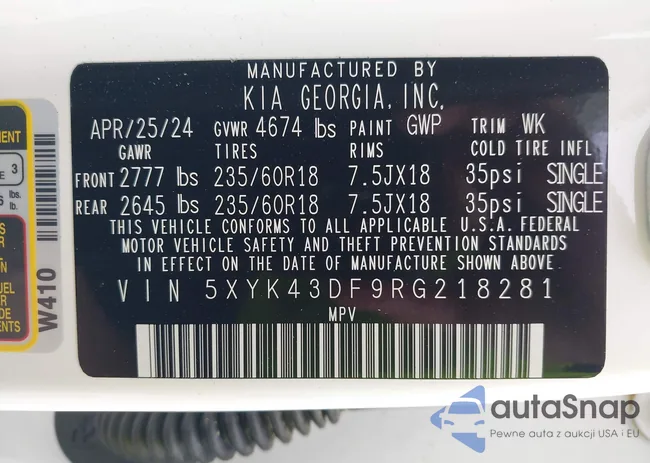 MANUFACTURED BY
KIA GEORGIA, INC.
APR/25/24 GVWR 4674 lbs PAINT GWP TRIM WK
GAWR TIRES RIMS COLD TIRE INFL
FRONT 2777 lbs 235/60R18 7.5JX18 35psi SINGLE
REAR 2645 lbs 235/60R18 7.5JX18 35psi SINGLE
THIS VEHICLE CONFORMS TO ALL APPLICABLE U.S.A. FEDERAL
MOTOR VEHICLE SAFETY AND THEFT PREVENTION STANDARDS
IN EFFECT ON THE DATE OF MANUFACTURE SHOWN ABOVE
VIN 5XYK43DF9RG218281
MPV
W410
3
lbs.
autaSnap
Pewne auta z aukcji USA i EU